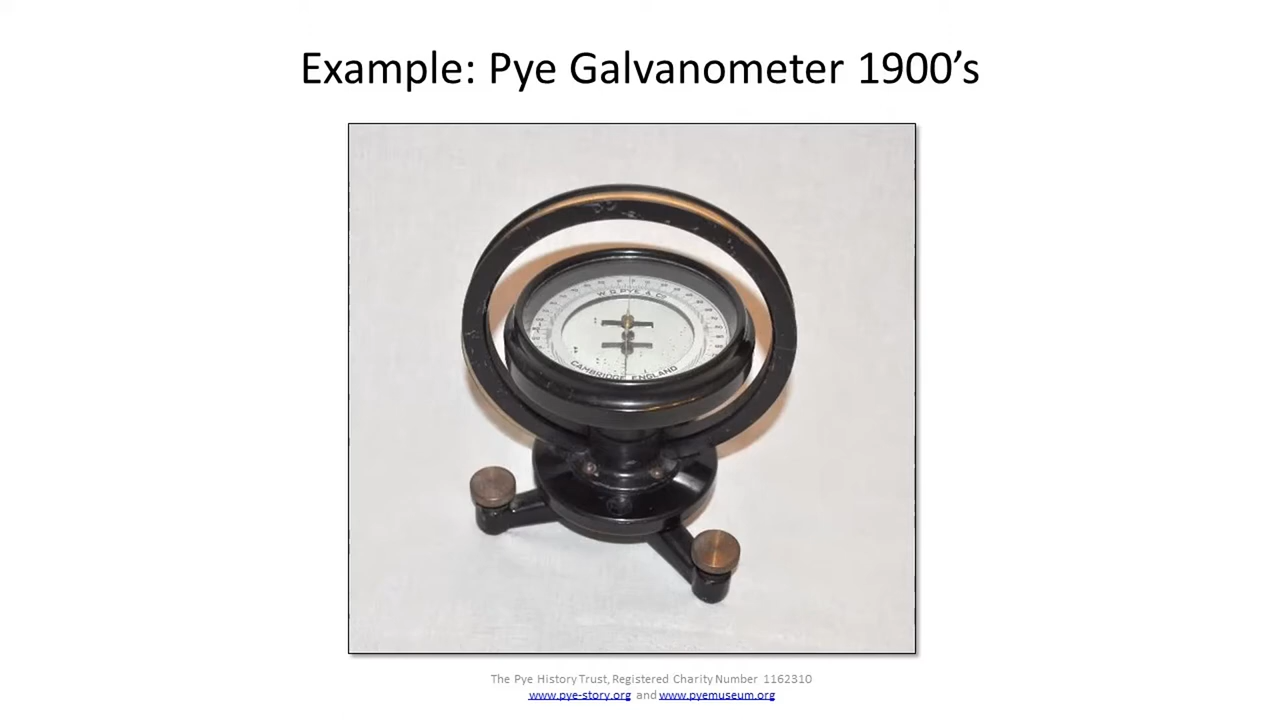 Example: Pye Galvanometer 1900’s
W.G. PYE & Co
CAMBRIDGE ENGLAND
The Pye History Trust, Registered Charity Number 1162310
www.pye-story.org and www.pyemuseum.org